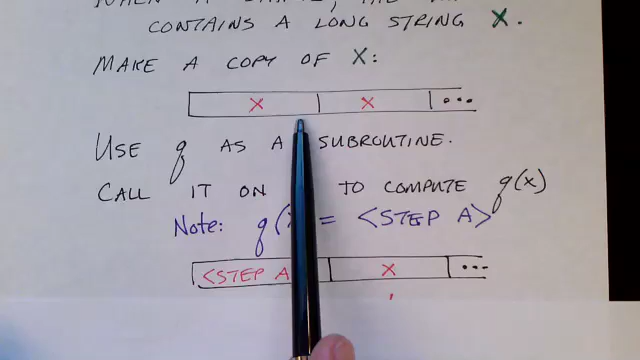 CONTAINS A LONG STRING X.
MAKE A COPY OF X:
X X ...
USE q AS A SUBROUTINE.
CALL IT ON TO COMPUTE q(x)
Note: = <STEP A>
<STEP A X ...